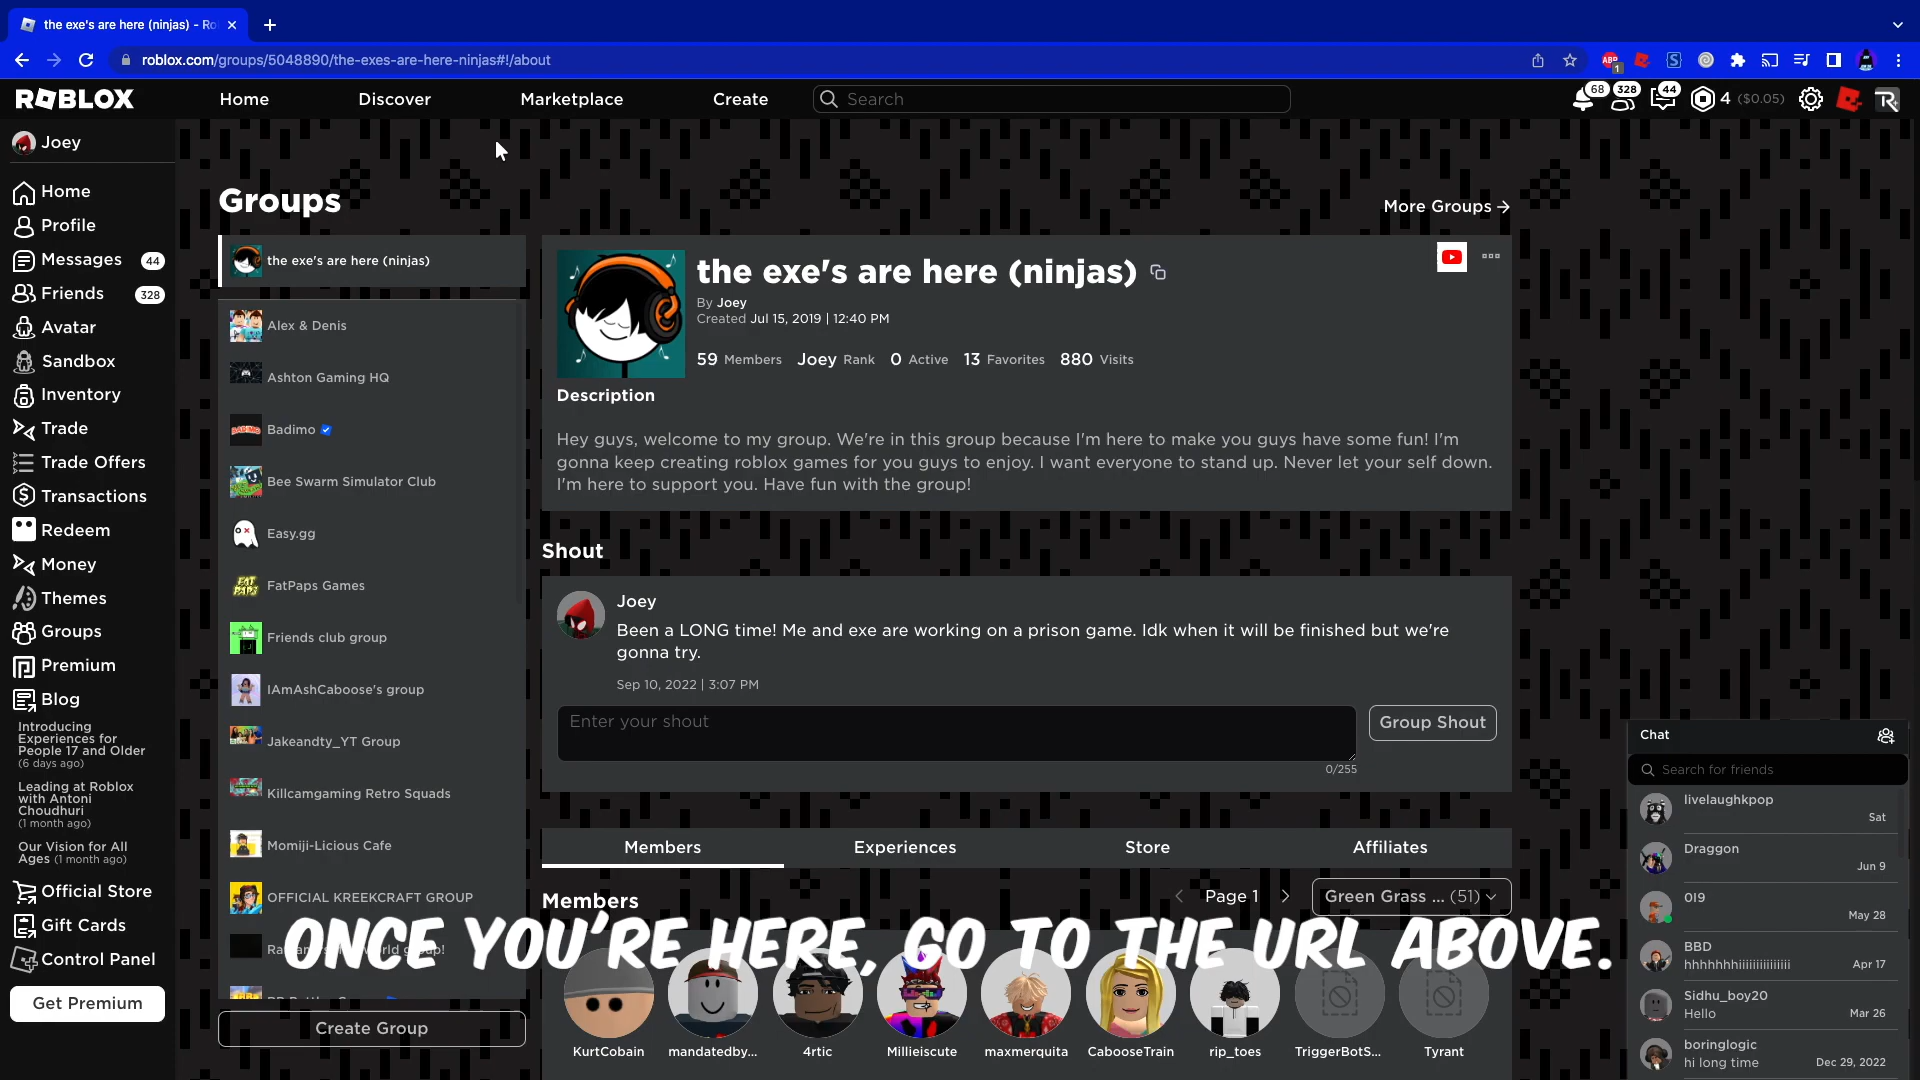 the exe's are here (ninjas) - Ro
roblox.com/groups/5048890/the-exes-are-here-ninjas#!/about
ABP
1
ROBLOX
Home
Discover
Marketplace
Create
Search
68
328
44
4 ($0.05)
Joey
Home
Profile
Messages 44
Friends 328
Avatar
Sandbox
Inventory
Trade
Trade Offers
Transactions
Redeem
Money
Themes
Groups
Premium
Blog
Introducing
Experiences for
People 17 and Older
(6 days ago)
Leading at Roblox
with Antoni
Choudhuri
(1 month ago)
Our Vision for All
Ages (1 month ago)
Official Store
Gift Cards
Control Panel
Get Premium
Groups
More Groups
the exe's are here (ninjas)
Alex & Denis
Ashton Gaming HQ
Badimo
Bee Swarm Simulator Club
Easy.gg
FatPaps Games
Friends club group
IAmAshCaboose's group
Jakeandty_YT Group
Killcamgaming Retro Squads
Momiji-Licious Cafe
OFFICIAL KREEKCRAFT GROUP
Create Group
the exe's are here (ninjas)
By Joey
Created Jul 15, 2019 | 12:40 PM
59 Members Joey Rank 0 Active 13 Favorites 880 Visits
Description
Hey guys, welcome to my group. We're in this group because I'm here to make you guys have some fun! I'm
gonna keep creating roblox games for you guys to enjoy. I want everyone to stand up. Never let your self down.
I'm here to support you. Have fun with the group!
Shout
Joey
Been a LONG time! Me and exe are working on a prison game. Idk when it will be finished but we're
gonna try.
Sep 10, 2022 | 3:07 PM
Enter your shout
Group Shout
0/255
Members
Experiences
Store
Affiliates
Members
Page 1
Green Grass ... (51)
ONCE YOU'RE HERE, GO TO THE URL ABOVE.
KurtCobain
mandatedby...
4rtic
Millieiscute
maxmerquita
CabooseTrain
rip_toes
TriggerBotS...
Tyrant
Chat
Search for friends
livelaughkpop
Sat
Draggon
Jun 9
0l9
May 28
BBD
hhhhhhhiiiiiiiiiiiiiii
Apr 17
Sidhu_boy20
Hello
Mar 26
boringlogic
hi long time
Dec 29, 2022